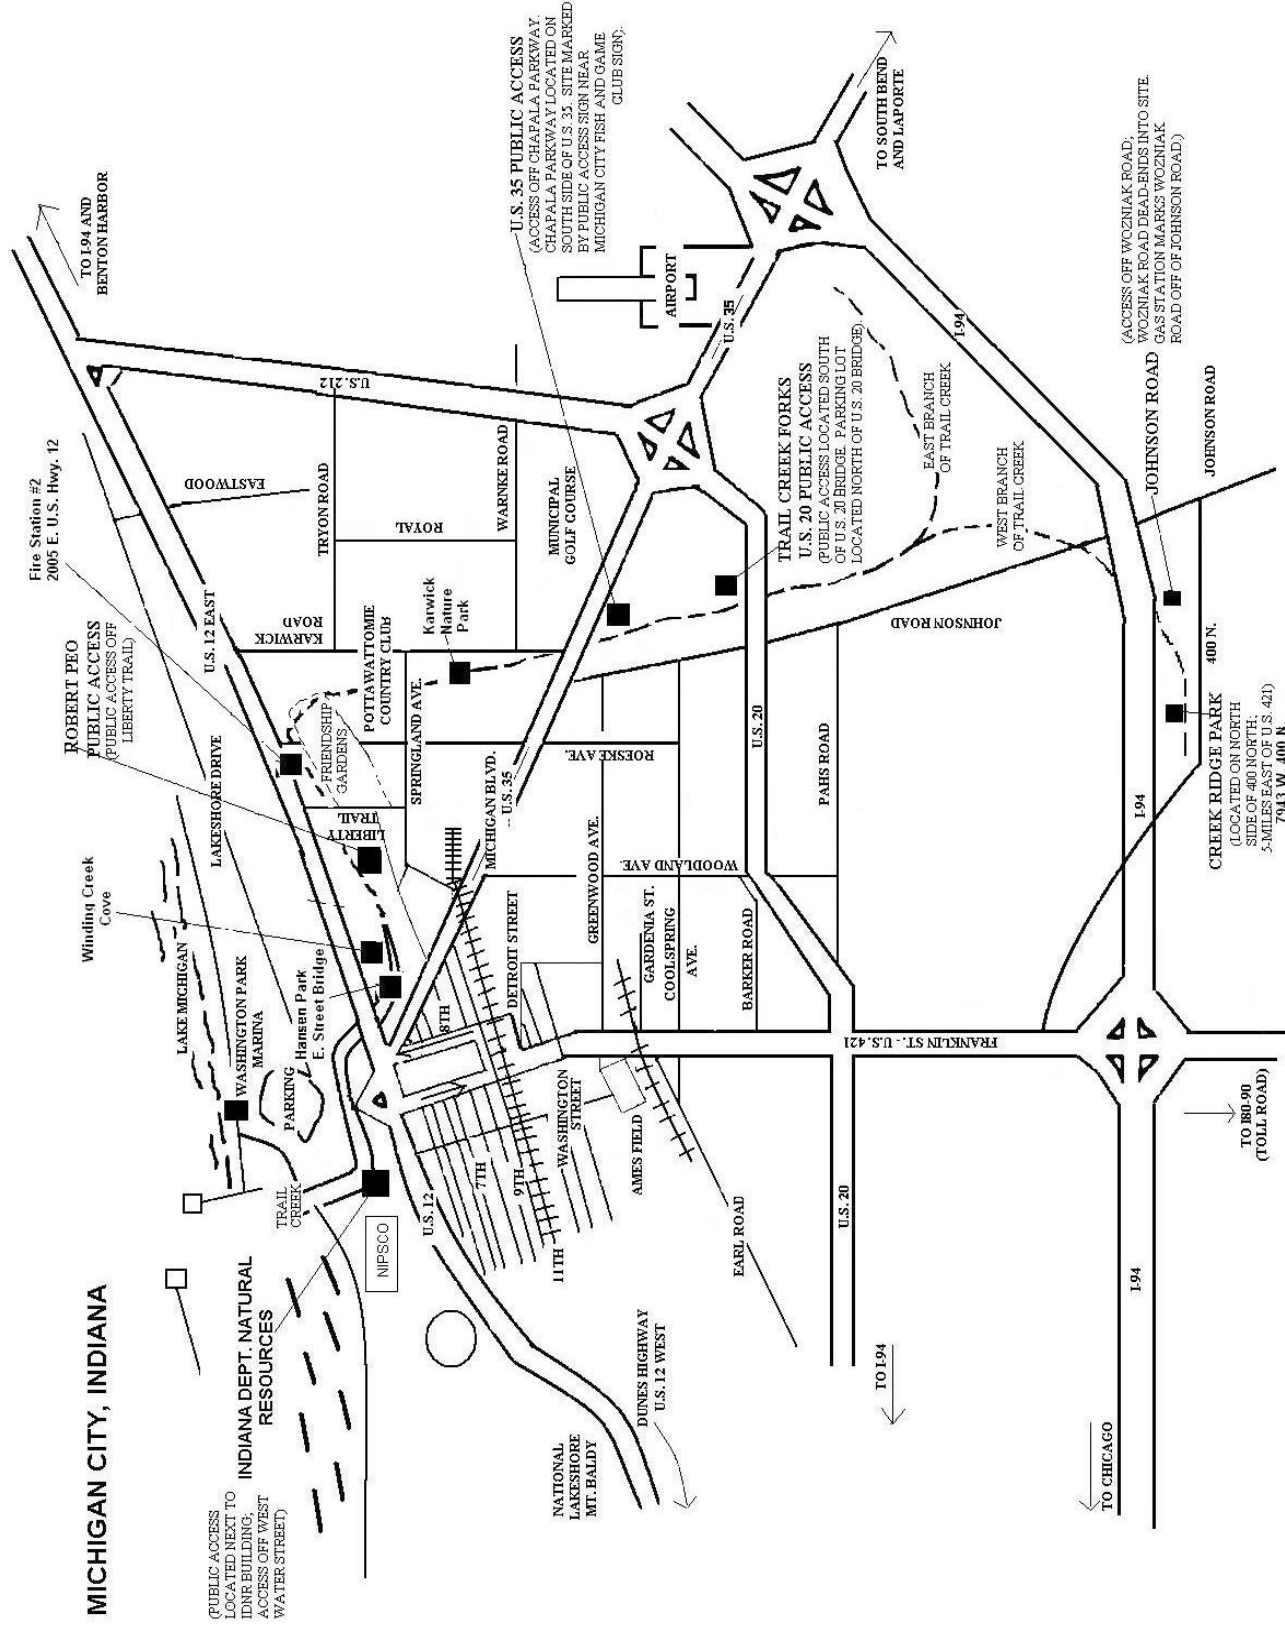 MICHIGAN CITY, INDIANA
(PUBLIC ACCESS
LOCATED NEXT TO
IDNR BUILDING;
ACCESS OFF WEST
WATER STREET)
INDIANA DEPT. NATURAL
RESOURCES
NIPSCO
TRAIL
CREEK
LAKE MICHIGAN
WASHINGTON PARK
MARINA
PARKING
Hansen Park
E. Street Bridge
Winding Creek
Cove
LAKESHORE DRIVE
ROBERT PEO
PUBLIC ACCESS
(PUBLIC ACCESS OFF
LIBERTY TRAIL)
Fire Station #2
2005 E. U.S. Hwy. 12
U.S. 12 EAST
TO I-94 AND
BENTON HARBOR
LIBERTY
TRAIL
FRIENDSHIP
GARDENS
POTTAWATTOMIE
COUNTRY CLUB
KARWICK
ROAD
Karwick
Nature
Park
SPRINGLAND AVE.
EASTWOOD
TRYON ROAD
ROYAL
WARNKE ROAD
U.S. 212
MUNICIPAL
GOLF COURSE
U.S. 35 PUBLIC ACCESS
(ACCESS OFF CHAPALA PARKWAY.
CHAPALA PARKWAY LOCATED ON
SOUTH SIDE OF U.S. 35. SITE MARKED
BY PUBLIC ACCESS SIGN NEAR
MICHIGAN CITY FISH AND GAME
CLUB SIGN).
AIRPORT
U.S. 35
TO SOUTH BEND
AND LAPORTE
TRAIL CREEK FORKS
U.S. 20 PUBLIC ACCESS
(PUBLIC ACCESS LOCATED SOUTH
OF U.S. 20 BRIDGE. PARKING LOT
LOCATED NORTH OF U.S. 20 BRIDGE).
EAST BRANCH
OF TRAIL CREEK
WEST BRANCH
OF TRAIL CREEK
I-94
(ACCESS OFF WOZNIAK ROAD;
WOZNIAK ROAD DEAD-ENDS INTO SITE.
GAS STATION MARKS WOZNIAK
ROAD OFF OF JOHNSON ROAD.)
JOHNSON ROAD
JOHNSON ROAD
JOHNSON ROAD
400 N.
CREEK RIDGE PARK
(LOCATED ON NORTH
SIDE OF 400 NORTH;
5-MILES EAST OF U.S. 421)
7943 W. 400 N.
I-94
MICHIGAN BLVD.
U.S. 35
ROESKE AVE.
U.S. 20
PAHS ROAD
WOODLAND AVE.
GREENWOOD AVE.
DETROIT STREET
GARDENIA ST.
COOLSPRING
AVE.
BARKER ROAD
8TH
FRANKLIN ST. - U.S. 421
WASHINGTON
STREET
AMES FIELD
U.S. 12
7TH
9TH
11TH
EARL ROAD
U.S. 20
TO I80-90
(TOLL ROAD)
I-94
NATIONAL
LAKESHORE
MT. BALDY
DUNES HIGHWAY
U.S. 12 WEST
TO I-94
TO CHICAGO